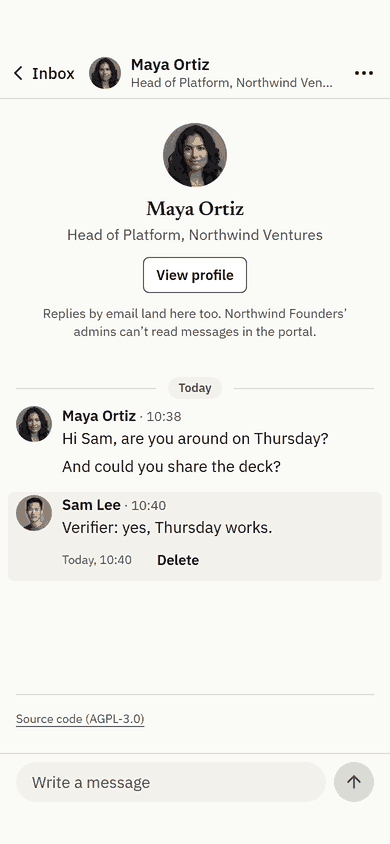 Inbox
Maya Ortiz
Head of Platform, Northwind Ven...
Maya Ortiz
Head of Platform, Northwind Ventures
View profile
Replies by email land here too. Northwind Founders’
admins can’t read messages in the portal.
Today
Maya Ortiz · 10:38
Hi Sam, are you around on Thursday?
And could you share the deck?
Sam Lee · 10:40
Verifier: yes, Thursday works.
Today, 10:40 Delete
Source code (AGPL-3.0)
Write a message